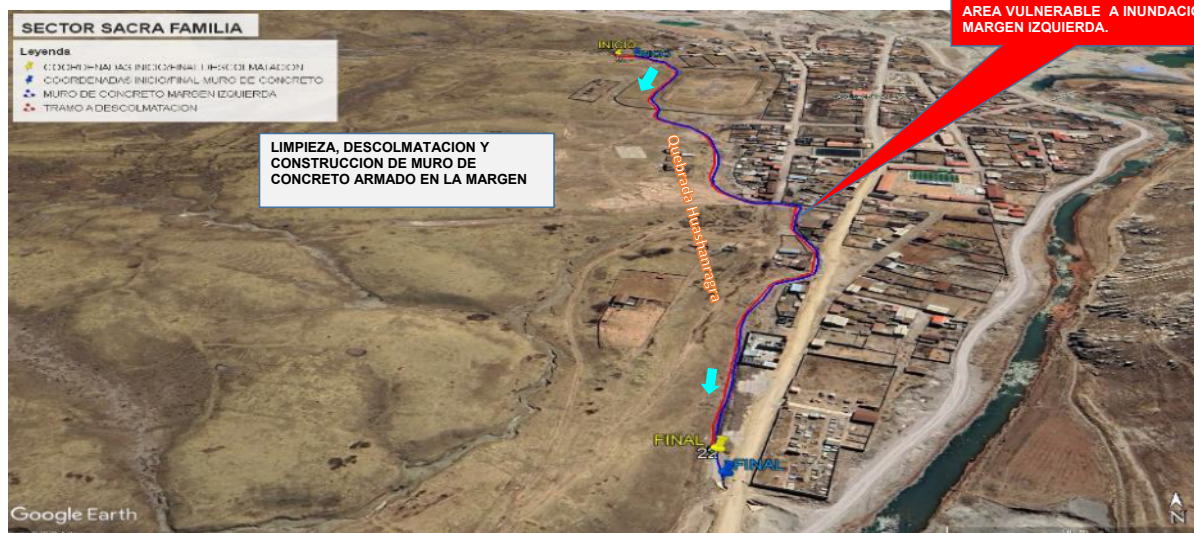 AREA VULNERABLE A INUNDACIO
MARGEN IZQUIERDA.
SECTOR SACRA FAMILIA
Leyenda
COORDENADAS INICIO/FINAL DESCOLMATACION
COORDENADAS INICIO/FINAL MURO DE CONCRETO
MURO DE CONCRETO MARGEN IZQUIERDA
TRAMO A DESCOLMATACION
INICIO
LIMPIEZA, DESCOLMATACION Y
CONSTRUCCION DE MURO DE
CONCRETO ARMADO EN LA MARGEN
Quebrada Huashanragra
FINAL
22
FINAL
Google Earth
N